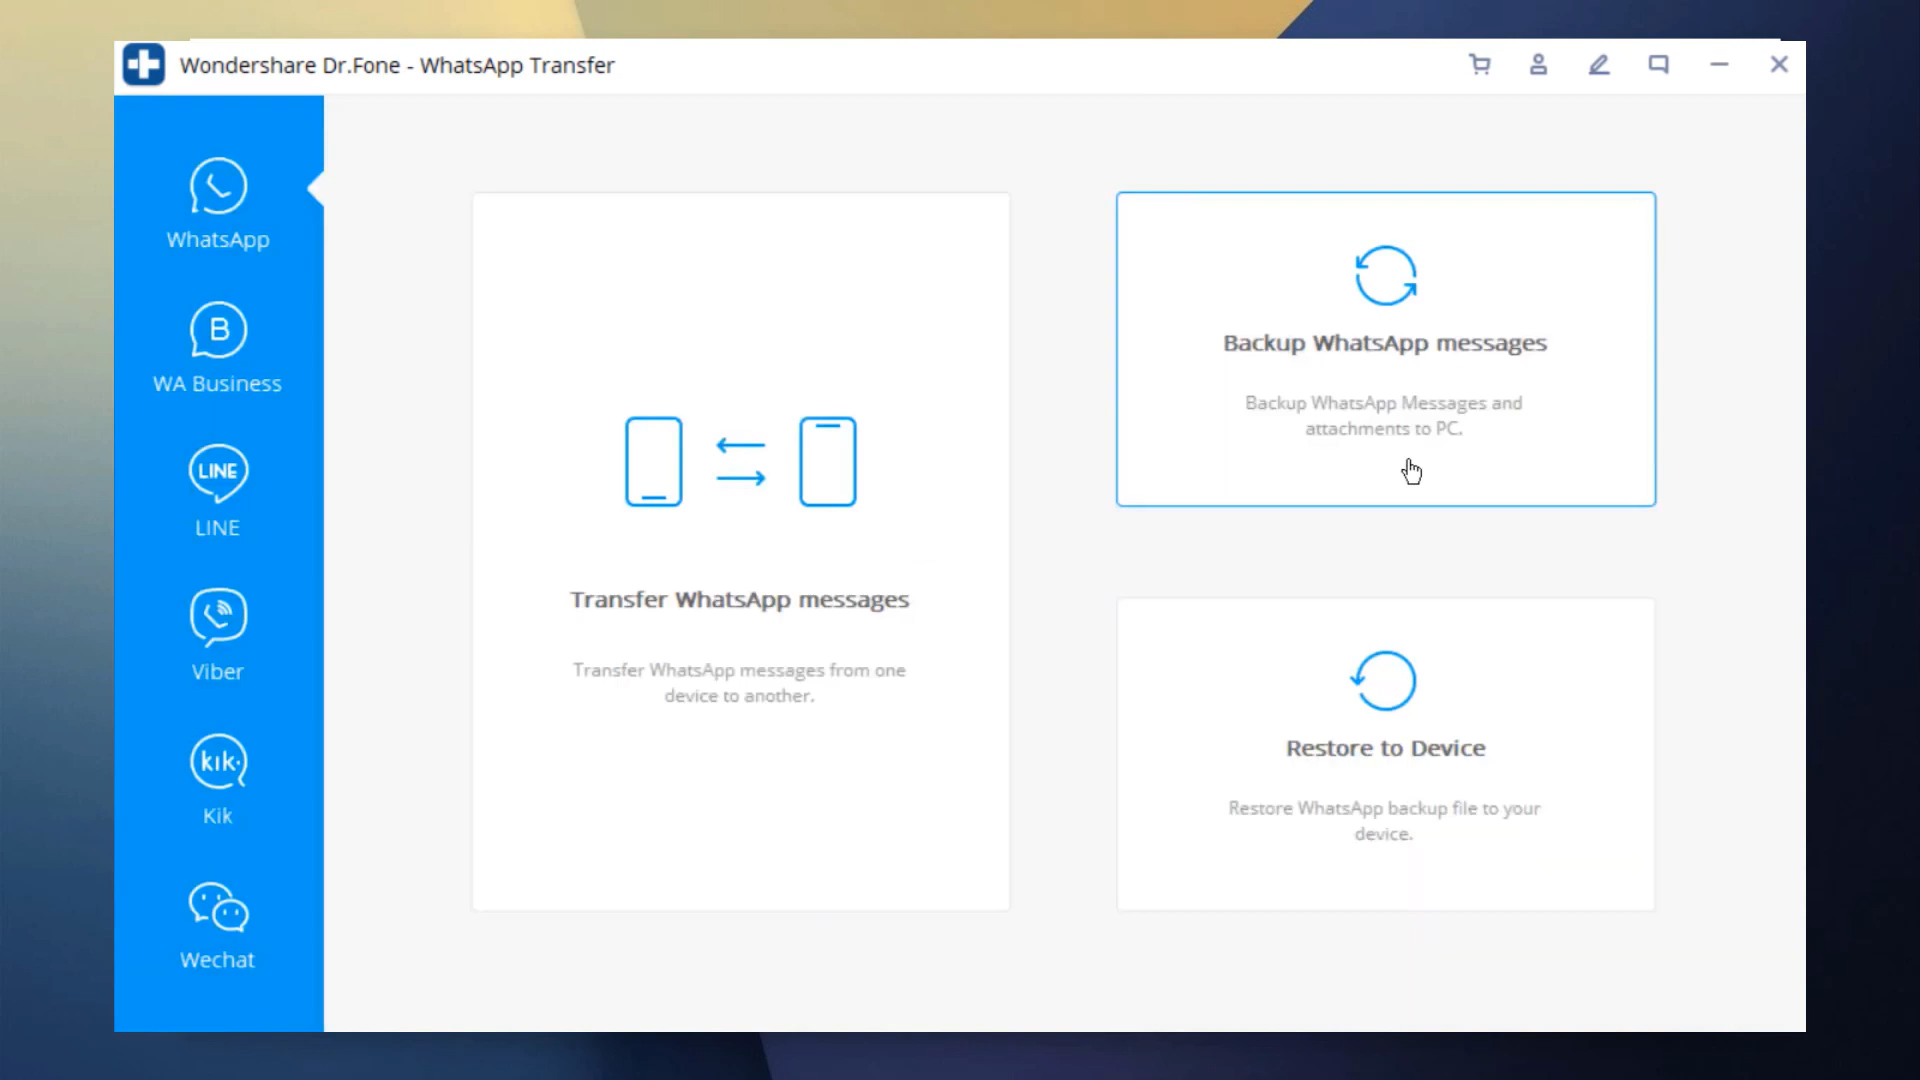 Wondershare Dr.Fone - WhatsApp Transfer
WhatsApp
B
WA Business
LINE
LINE
Viber
kik
Kik
Wechat
Transfer WhatsApp messages
Transfer WhatsApp messages from one
device to another.
Backup WhatsApp messages
Backup WhatsApp Messages and
attachments to PC.
Restore to Device
Restore WhatsApp backup file to your
device.